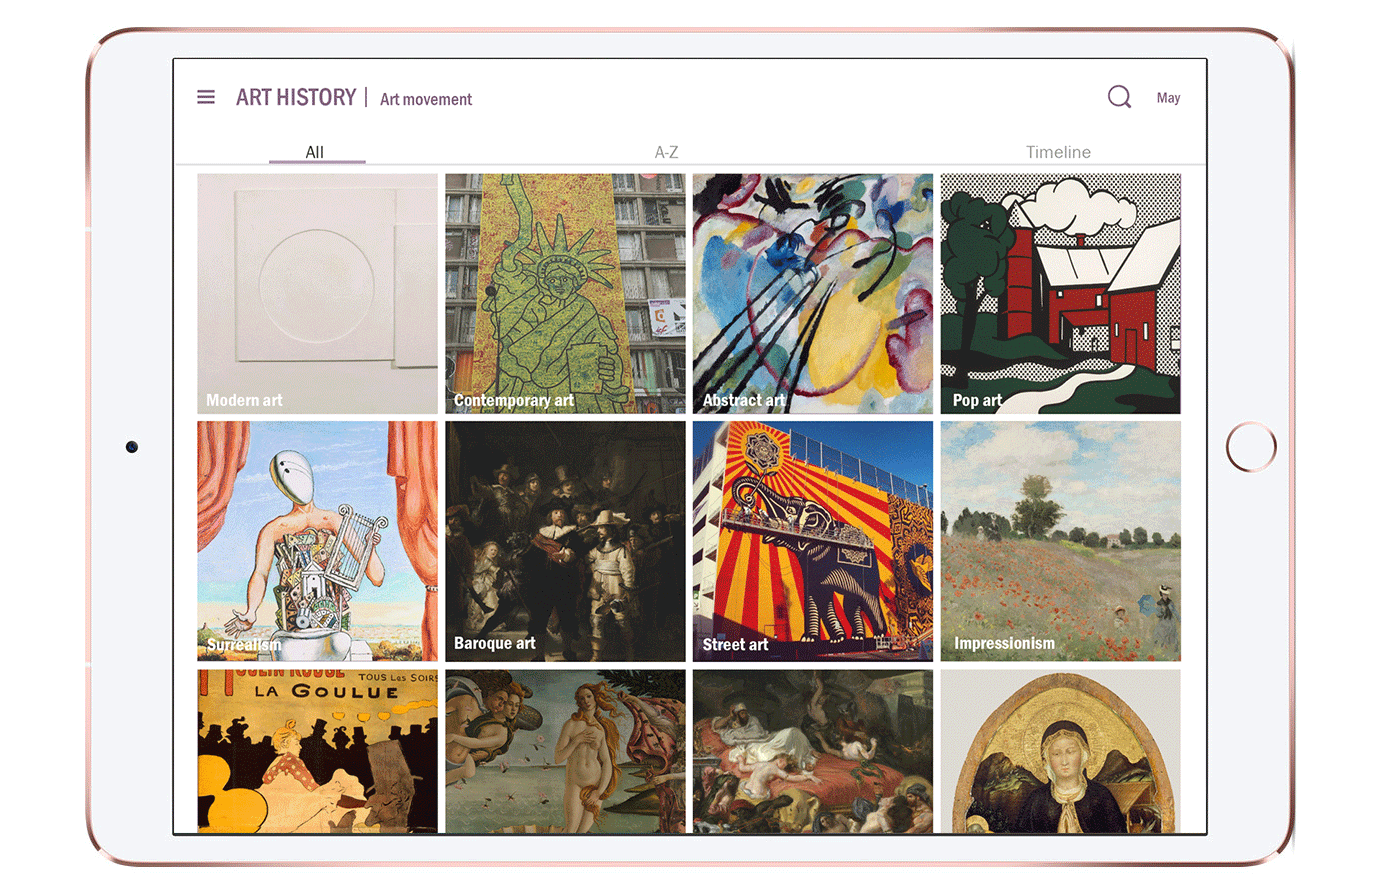 ART HISTORY | Art movement
May
All
A-Z
Timeline
Modern art
Contemporary art
Abstract art
Pop art
Surrealism
Baroque art
Street art
Impressionism
MOULIN ROUGE
TOUS LES SOIRS
LA GOULUE